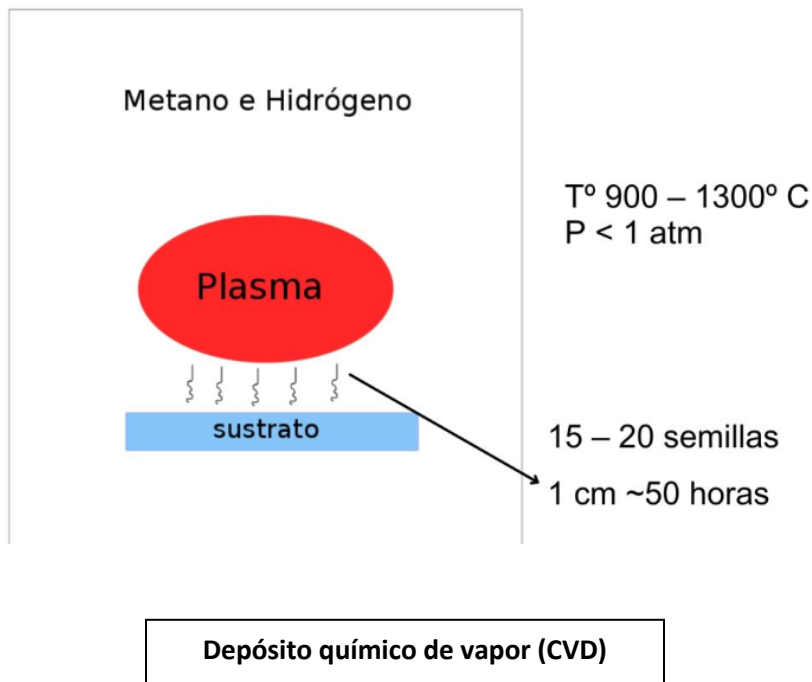 Metano e Hidrógeno
Tº 900 – 1300º C
P < 1 atm
Plasma
sustrato
15 – 20 semillas
1 cm ~50 horas
Depósito químico de vapor (CVD)